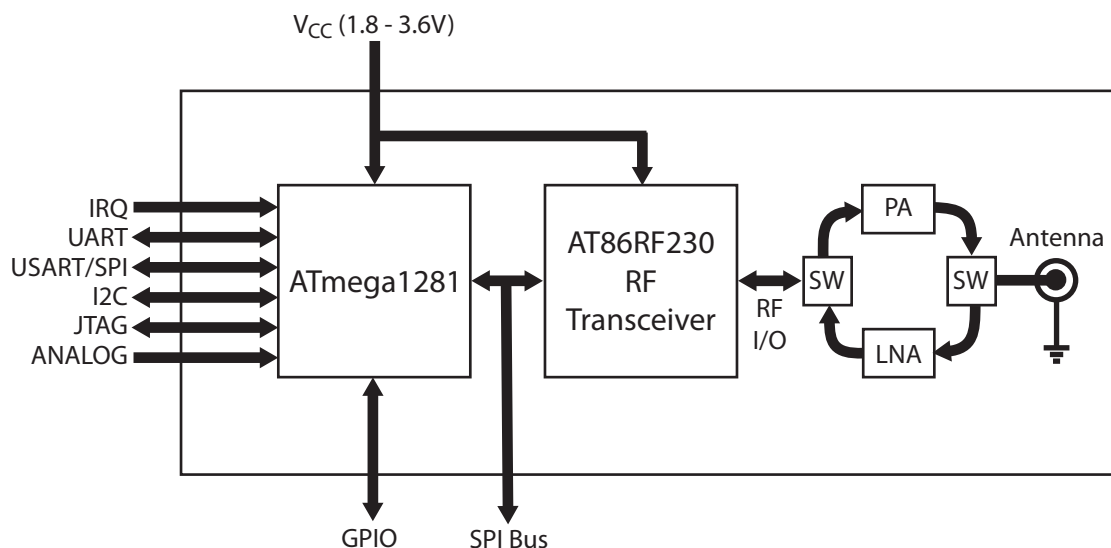 V_CC (1.8 - 3.6V)
IRQ
UART
USART/SPI
I2C
JTAG
ANALOG
ATmega1281
AT86RF230
RF
Transceiver
RF
I/O
SW
PA
LNA
SW
Antenna
GPIO
SPI Bus